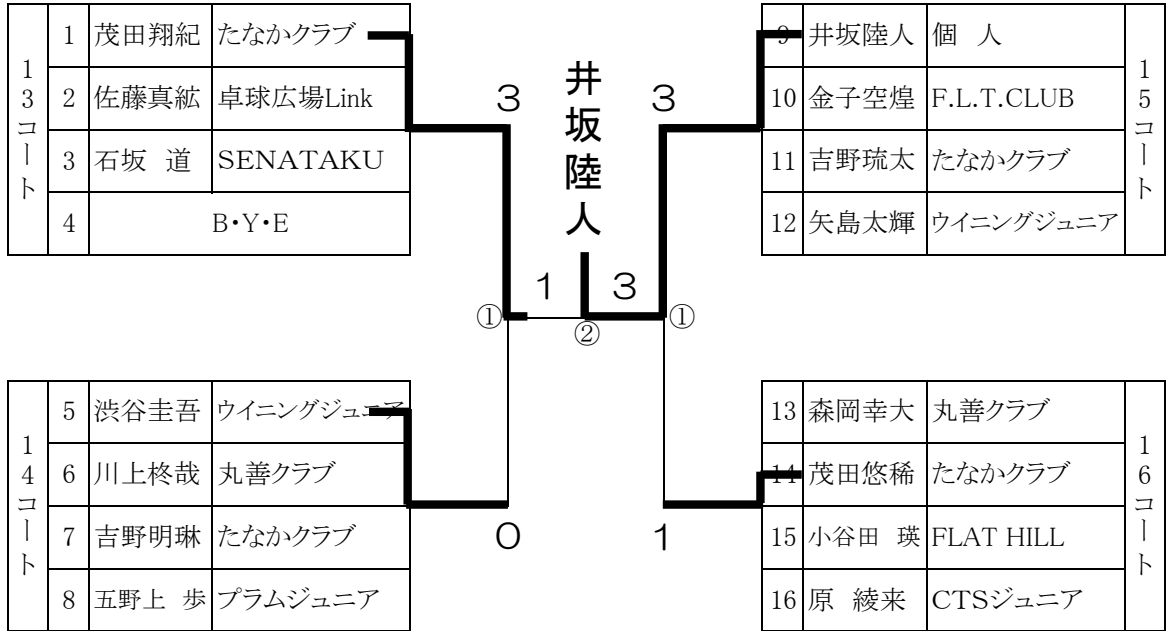 13コート
1 茂田翔紀 たなかクラブ
2 佐藤真紘 卓球広場Link
3 石坂 道 SENATAKU
4 B・Y・E
3
井坂陸人
3
9 井坂陸人 個 人
10 金子空煌 F.L.T.CLUB
11 吉野琉太 たなかクラブ
12 矢島太輝 ウイニングジュニア
15コート
1 3
① ② ①
14コート
5 渋谷圭吾 ウイニングジュニア
6 川上柊哉 丸善クラブ
7 吉野明琳 たなかクラブ
8 五野上 歩 プラムジュニア
0 1
13 森岡幸大 丸善クラブ
14 茂田悠稀 たなかクラブ
15 小谷田 瑛 FLAT HILL
16 原 綾来 CTSジュニア
16コート